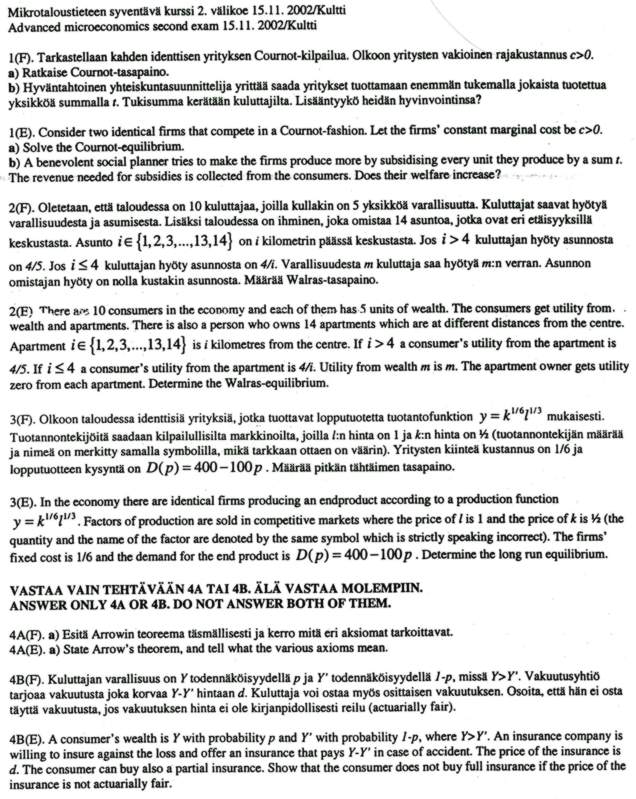 Mikrotaloustieteen syventävä kurssi 2. välikoe 15.11. 2002/Kultti
Advanced microeconomics second exam 15.11. 2002/Kultti
1(F). Tarkastellaan kahden identtisen yrityksen Cournot-kilpailua. Olkoon yritysten vakioinen rajakustannus c>0.
a) Ratkaise Cournot-tasapaino.
b) Hyväntahtoinen yhteiskuntasuunnittelija yrittää saada yritykset tuottamaan enemmän tukemalla jokaista tuotettua
yksikköä summalla t. Tukisumma kerätään kuluttajilta. Lisääntyykö heidän hyvinvointinsa?
1(E). Consider two identical firms that compete in a Cournot-fashion. Let the firms' constant marginal cost be c>0.
a) Solve the Cournot-equilibrium.
b) A benevolent social planner tries to make the firms produce more by subsidising every unit they produce by a sum t.
The revenue needed for subsidies is collected from the consumers. Does their welfare increase?
2(F). Oletetaan, että taloudessa on 10 kuluttajaa, joilla kullakin on 5 yksikköä varallisuutta. Kuluttajat saavat hyötyä
varallisuudesta ja asumisesta. Lisäksi taloudessa on ihminen, joka omistaa 14 asuntoa, jotka ovat eri etäisyyksillä
keskustasta. Asunto i ∈ {1,2,3,...,13,14} on i kilometrin päässä keskustasta. Jos i > 4 kuluttajan hyöty asunnosta
on 4/5. Jos i ≤ 4 kuluttajan hyöty asunnosta on 4/i. Varallisuudesta m kuluttaja saa hyötyä m:n verran. Asunnon
omistajan hyöty on nolla kustakin asunnosta. Määrää Walras-tasapaino.
2(E) There are 10 consumers in the economy and each of them has 5 units of wealth. The consumers get utility from
wealth and apartments. There is also a person who owns 14 apartments which are at different distances from the centre.
Apartment i ∈ {1,2,3,...,13,14} is i kilometres from the centre. If i > 4 a consumer's utility from the apartment is
4/5. If i ≤ 4 a consumer's utility from the apartment is 4/i. Utility from wealth m is m. The apartment owner gets utility
zero from each apartment. Determine the Walras-equilibrium.
3(F). Olkoon taloudessa identtisiä yrityksiä, jotka tuottavat lopputuotetta tuotantofunktion y = k^{1/6}l^{1/3} mukaisesti.
Tuotannontekijöitä saadaan kilpailullisilta markkinoilta, joilla l:n hinta on 1 ja k:n hinta on ½ (tuotannontekijän määrää
ja nimeä on merkitty samalla symbolilla, mikä tarkkaan ottaen on väärin). Yritysten kiinteä kustannus on 1/6 ja
lopputuotteen kysyntä on D(p) = 400 − 100p . Määrää pitkän tähtäimen tasapaino.
3(E). In the economy there are identical firms producing an endproduct according to a production function
y = k^{1/6}l^{1/3} . Factors of production are sold in competitive markets where the price of l is 1 and the price of k is ½ (the
quantity and the name of the factor are denoted by the same symbol which is strictly speaking incorrect). The firms'
fixed cost is 1/6 and the demand for the end product is D(p) = 400 − 100p . Determine the long run equilibrium.
VASTAA VAIN TEHTÄVÄÄN 4A TAI 4B. ÄLÄ VASTAA MOLEMPIIN.
ANSWER ONLY 4A OR 4B. DO NOT ANSWER BOTH OF THEM.
4A(F). a) Esitä Arrowin teoreema täsmällisesti ja kerro mitä eri aksiomat tarkoittavat.
4A(E). a) State Arrow's theorem, and tell what the various axioms mean.
4B(F). Kuluttajan varallisuus on Y todennäköisyydellä p ja Y' todennäköisyydellä 1-p, missä Y>Y'. Vakuutusyhtiö
tarjoaa vakuutusta joka korvaa Y-Y' hintaan d. Kuluttaja voi ostaa myös osittaisen vakuutuksen. Osoita, että hän ei osta
täyttä vakuutusta, jos vakuutuksen hinta ei ole kirjanpidollisesti reilu (actuarially fair).
4B(E). A consumer's wealth is Y with probability p and Y' with probability 1-p, where Y>Y'. An insurance company is
willing to insure against the loss and offer an insurance that pays Y-Y' in case of accident. The price of the insurance is
d. The consumer can buy also a partial insurance. Show that the consumer does not buy full insurance if the price of the
insurance is not actuarially fair.